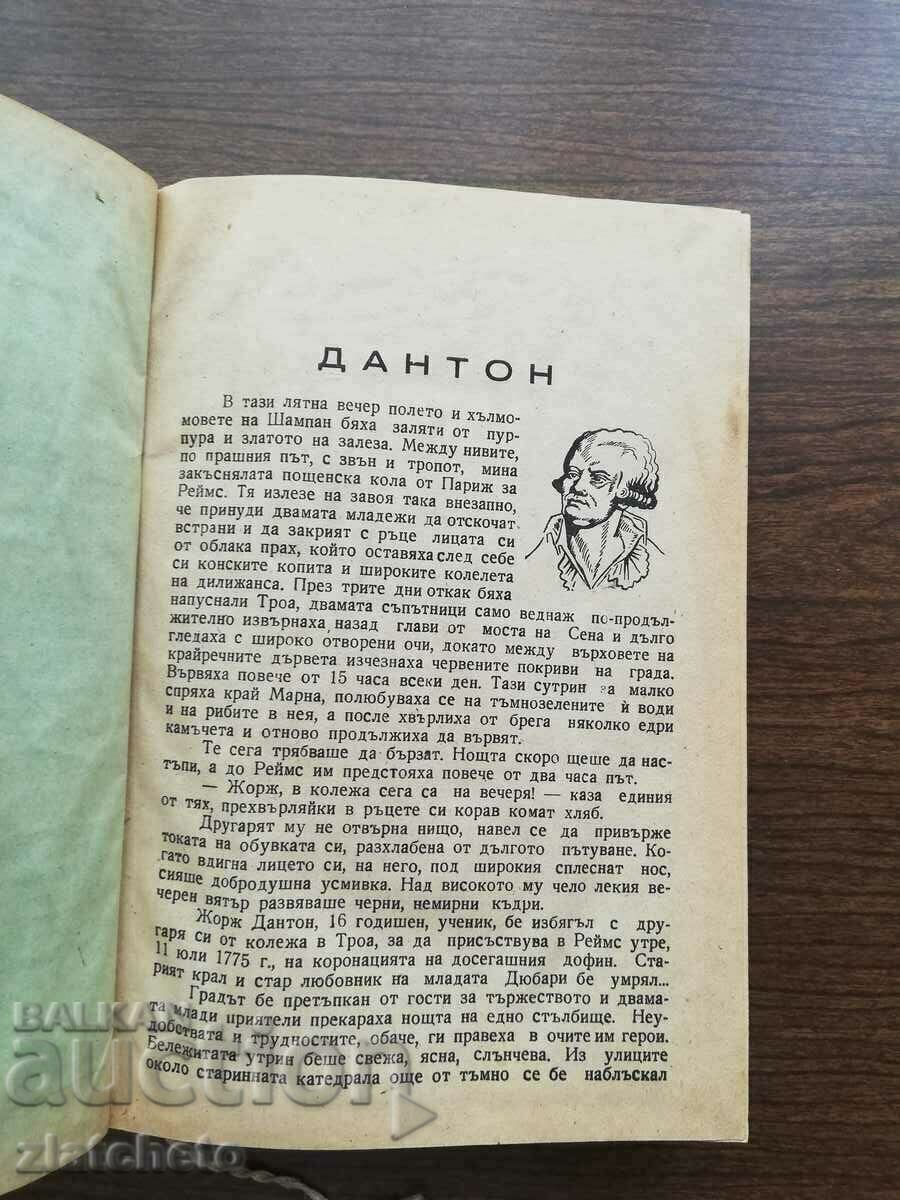 ДАНТОН
В тази лятна вечер полето и хълмо-
мовете на Шампан бяха заляти от пур-
пура и златото на залеза. Между нивите,
по прашния път, с звън и тропот, мина
закъснялата пощенска кола от Париж за
Реймс. Тя излезе на завоя така внезапно,
че принуди двамата младежи да отскочат
встрани и да закрият с ръце лицата си
от облака прах, който оставяха след себе
си конските копита и широките колелета
на дилижанса. През трите дни откак бяха
напуснали Троа, двамата съпътници само веднаж по-продъл-
жително извърнаха назад глави от моста на Сена и дълго
гледаха с широко отворени очи, докато между върховете на
крайречните дървета изчезнаха червените покриви на града.
Вървяха повече от 15 часа всеки ден. Тази сутрин за малко
спряха край Марна, полюбуваха се на тъмнозелените ѝ води
и на рибите в нея, а после хвърлиха от брега няколко едри
камъчета и отново продължиха да вървят.
Те сега трябваше да бързат. Нощта скоро щеше да нас-
тъпи, а до Реймс им предстояха повече от два часа път.
— Жорж, в колежа сега са на вечеря! — каза единия
от тях, прехвърляйки в ръцете си корав комат хляб.
Другарят му не отвърна нищо, навел се да привърже
токата на обувката си, разхлабена от дългото пътуване. Ко-
гато вдигна лицето си, на него, под широкия сплеснат нос,
сияше добродушна усмивка. Над високото му чело лекия ве-
черен вятър развяваше черни, немирни къдри.
Жорж Дантон, 16 годишен, ученик, бе избягъл с дру-
гаря си от колежа в Троа, за да присъствува в Реймс утре,
11 юли 1775 г., на коронацията на досегашния дофин. Ста-
рият крал и стар любовник на младата Дюбари бе умрял...
Градът бе претъпкан от гости за тържеството и двама-
та млади приятели прекараха нощта на едно стълбище. Неу-
добствата и трудностите, обаче, ги правеха в очите им герои.
Бележитата утрин беше свежа, ясна, слънчева. Из улиците
около старинната катедрала още от тъмно се бе наблъскал
BALKAN
auction
zlatcheto